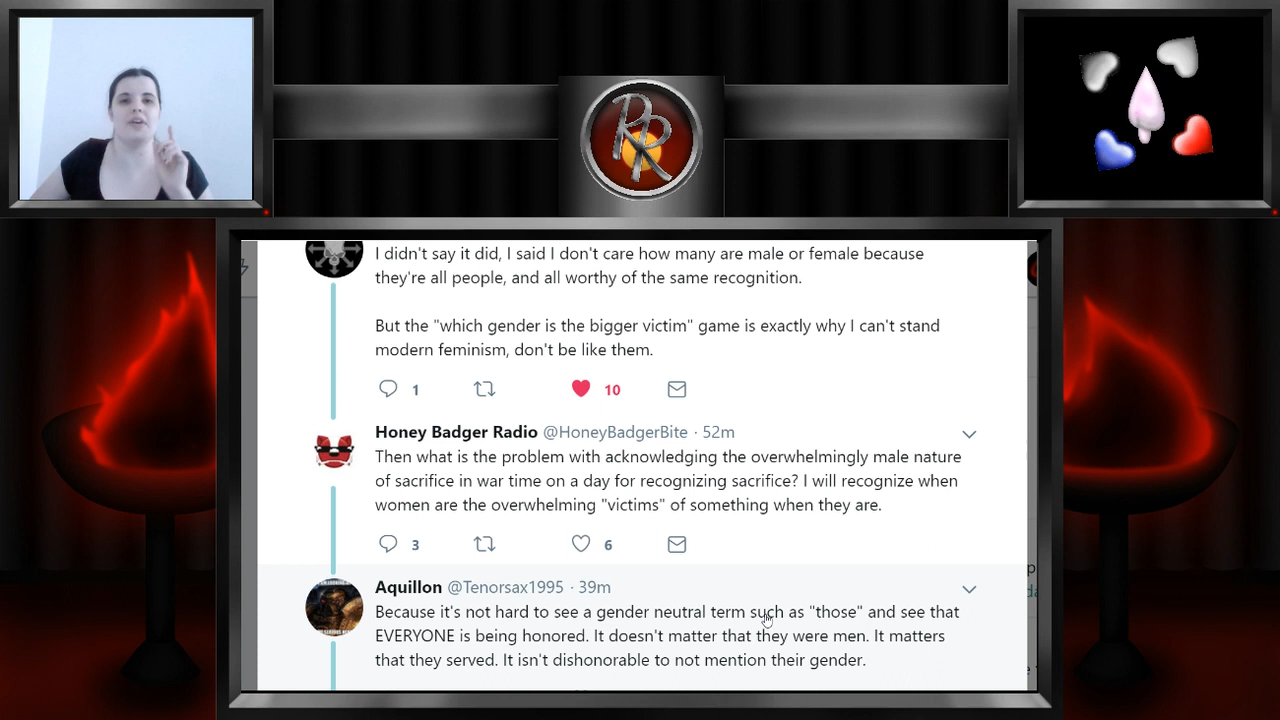 RR
I didn't say it did, I said I don't care how many are male or female because
they're all people, and all worthy of the same recognition.
But the "which gender is the bigger victim" game is exactly why I can't stand
modern feminism, don't be like them.
1 10
Honey Badger Radio @HoneyBadgerBite · 52m
Then what is the problem with acknowledging the overwhelmingly male nature
of sacrifice in war time on a day for recognizing sacrifice? I will recognize when
women are the overwhelming "victims" of something when they are.
3 6
Aquillon @Tenorsax1995 · 39m
Because it's not hard to see a gender neutral term such as "those" and see that
EVERYONE is being honored. It doesn't matter that they were men. It matters
that they served. It isn't dishonorable to not mention their gender.